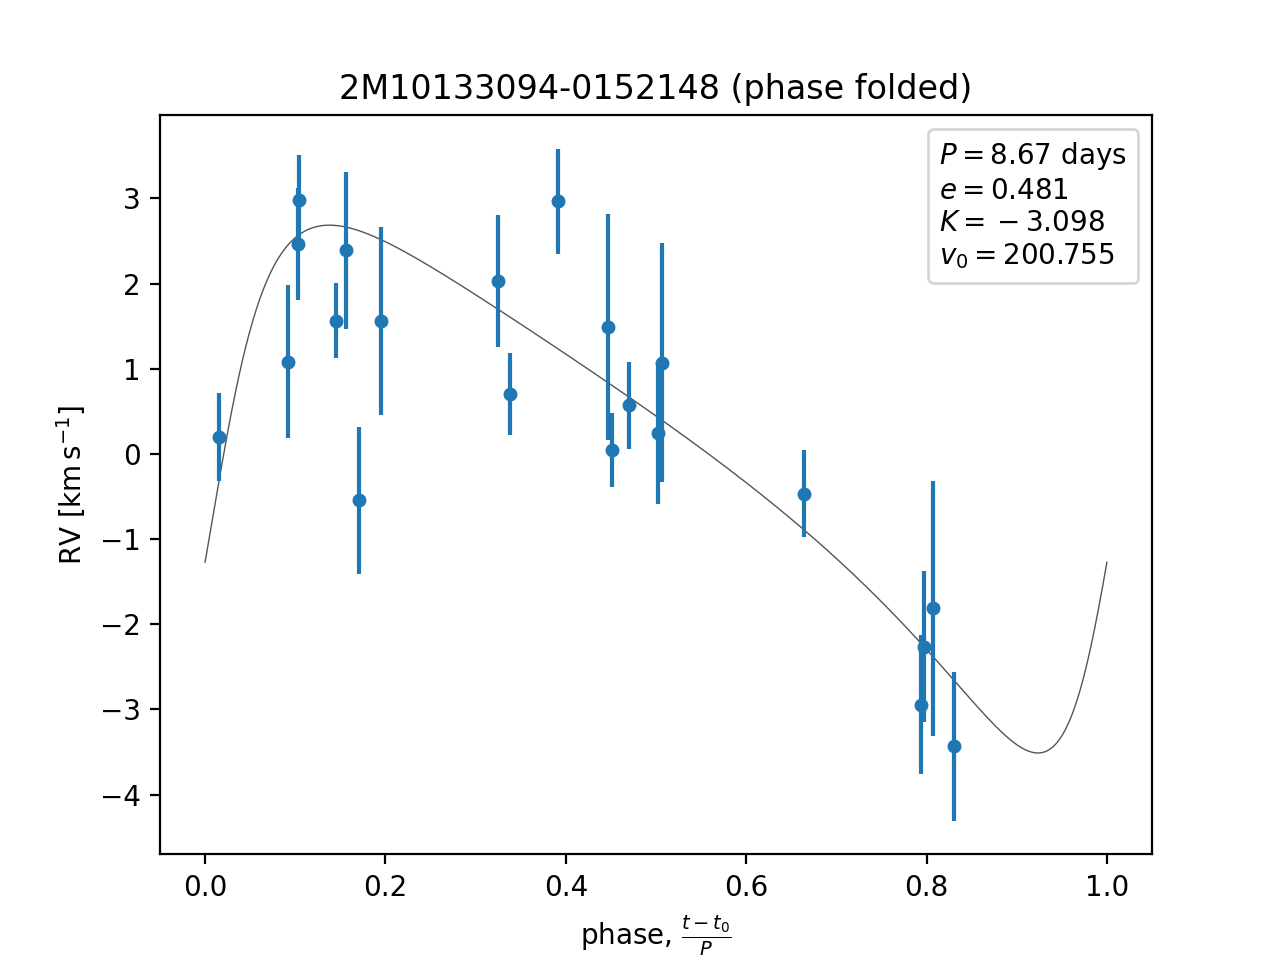 2M10133094-0152148 (phase folded)
P = 8.67 days
e = 0.481
K = −3.098
v₀ = 200.755
3
2
1
0
−1
−2
−3
−4
RV [km s⁻¹]
0.0 0.2 0.4 0.6 0.8 1.0
phase, (t − t₀)/P